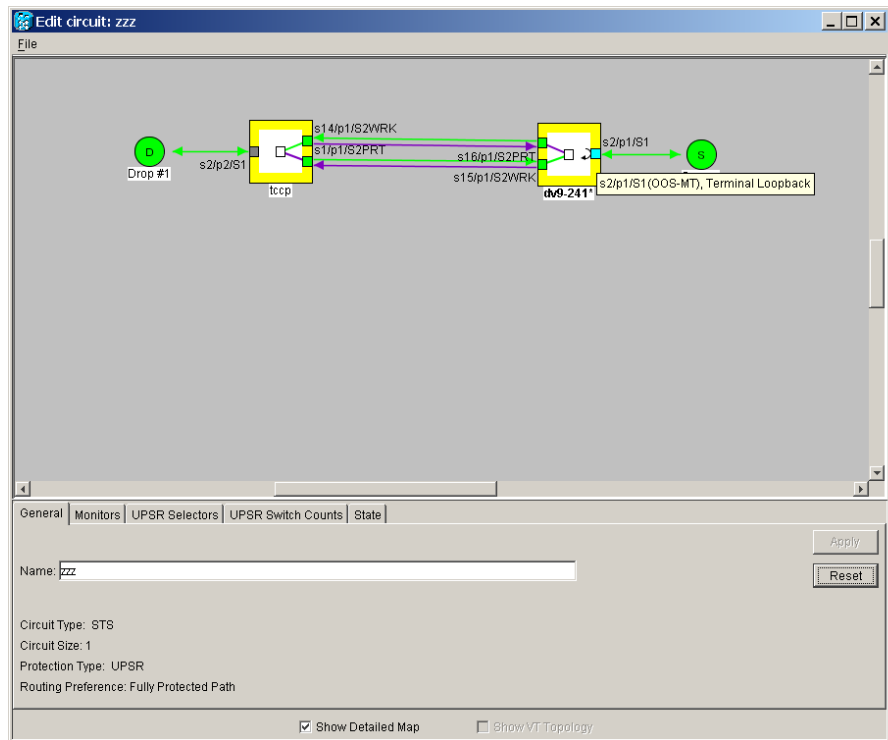 Edit circuit: zzz
File
s14/p1/S2WRK
s1/p1/S2PRT
s2/p2/S1
D
Drop #1
tccp
s16/p1/S2PRT
s15/p1/S2WRK
s2/p1/S1
S
dv9-241*
s2/p1/S1(OOS-MT), Terminal Loopback
General Monitors UPSR Selectors UPSR Switch Counts State
Apply
Name: zzz
Reset
Circuit Type: STS
Circuit Size: 1
Protection Type: UPSR
Routing Preference: Fully Protected Path
Show Detailed Map Show VT Topology